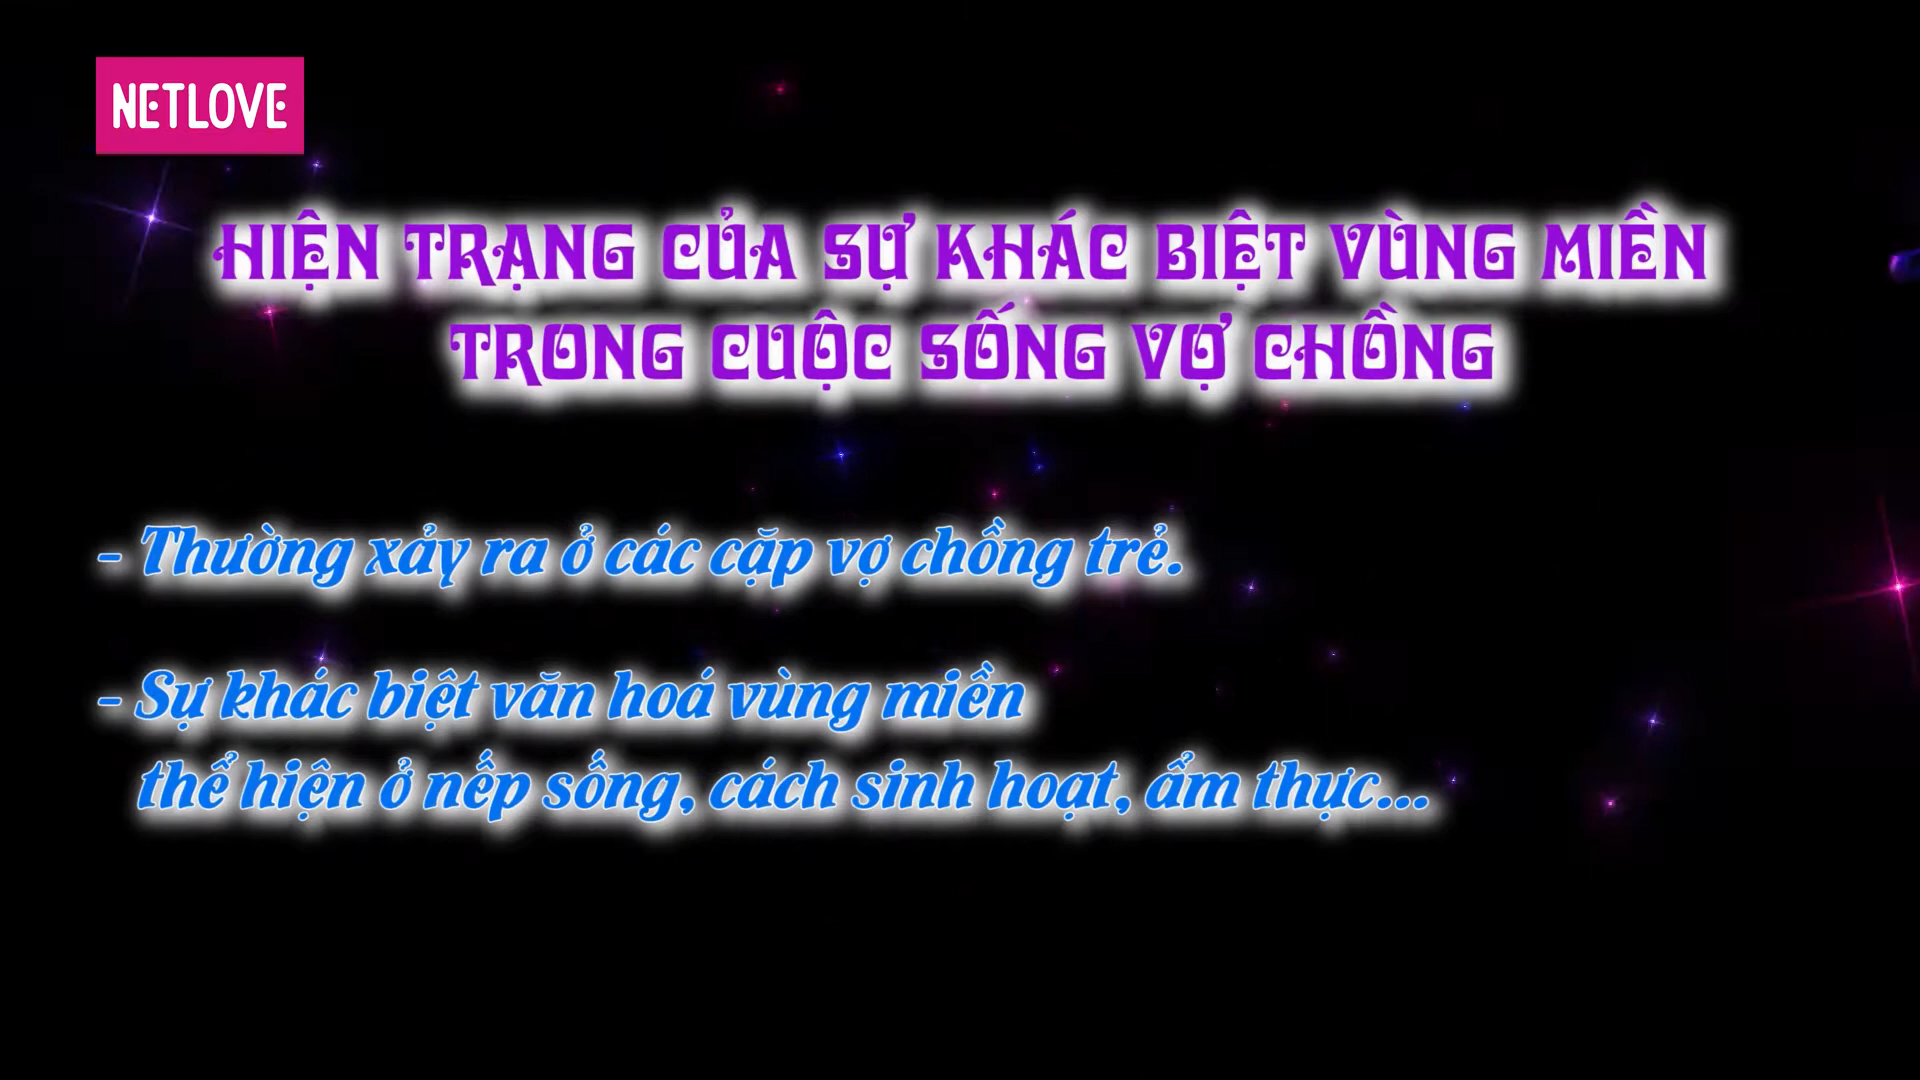 NETLOVE
HIỆN TRẠNG CỦA SỰ KHÁC BIỆT VÙNG MIỀN
TRONG CUỘC SỐNG VỢ CHỒNG
- Thường xảy ra ở các cặp vợ chồng trẻ.
- Sự khác biệt văn hoá vùng miền
thể hiện ở nếp sống, cách sinh hoạt, ẩm thực...